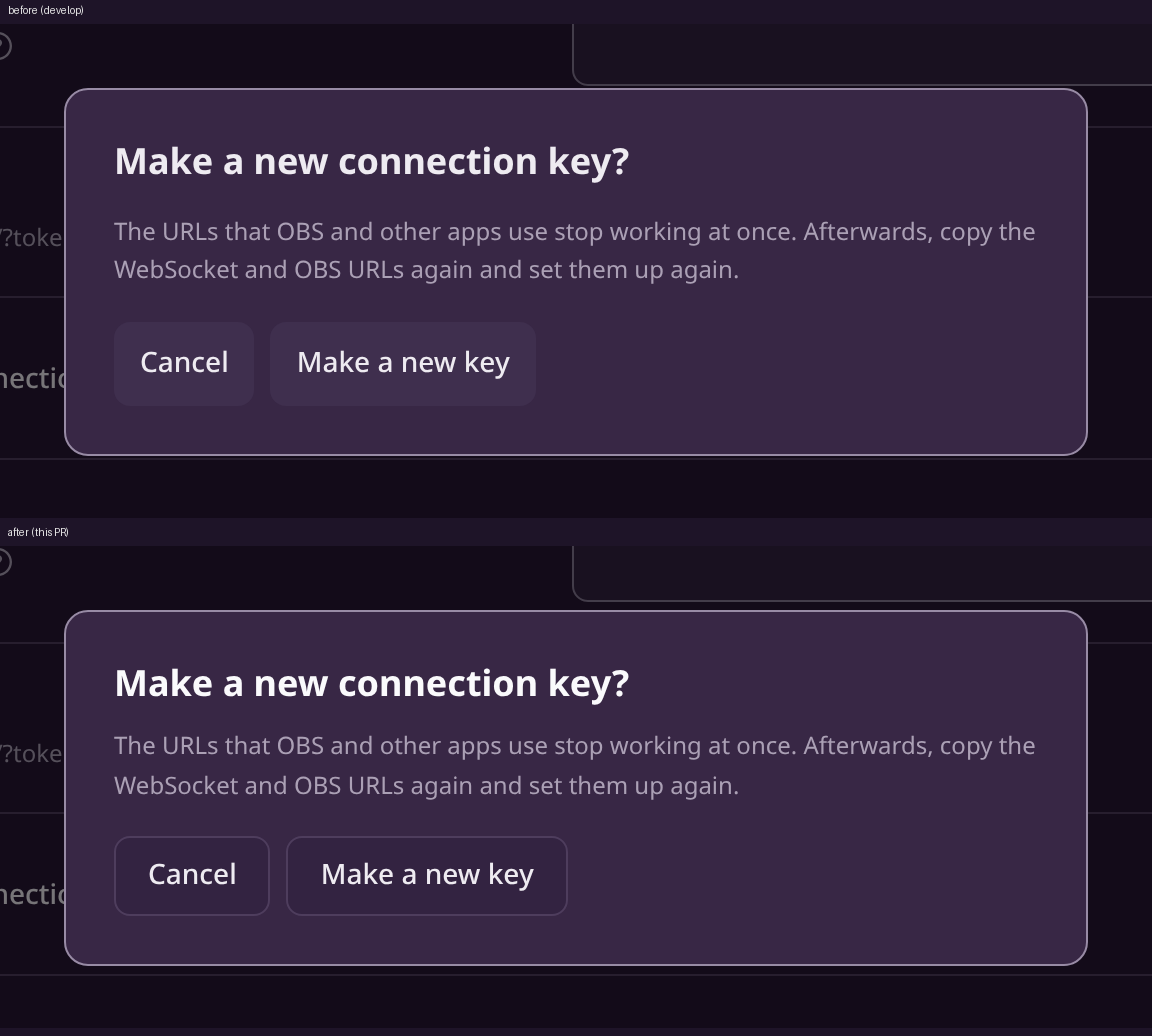 before (develop)
?
Make a new connection key?
/?toke
The URLs that OBS and other apps use stop working at once. Afterwards, copy the
WebSocket and OBS URLs again and set them up again.
nectio
Cancel
Make a new key
after (this PR)
?
Make a new connection key?
/?toke
The URLs that OBS and other apps use stop working at once. Afterwards, copy the
WebSocket and OBS URLs again and set them up again.
nectio
Cancel
Make a new key